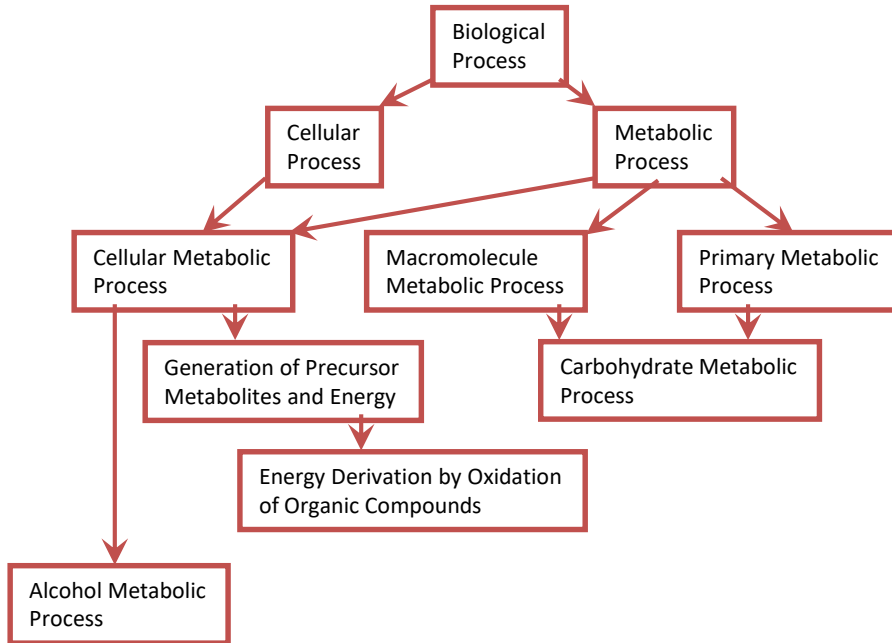 Biological
Process
Cellular
Process
Metabolic
Process
Cellular Metabolic
Process
Macromolecule
Metabolic Process
Primary Metabolic
Process
Generation of Precursor
Metabolites and Energy
Carbohydrate Metabolic
Process
Energy Derivation by Oxidation
of Organic Compounds
Alcohol Metabolic
Process